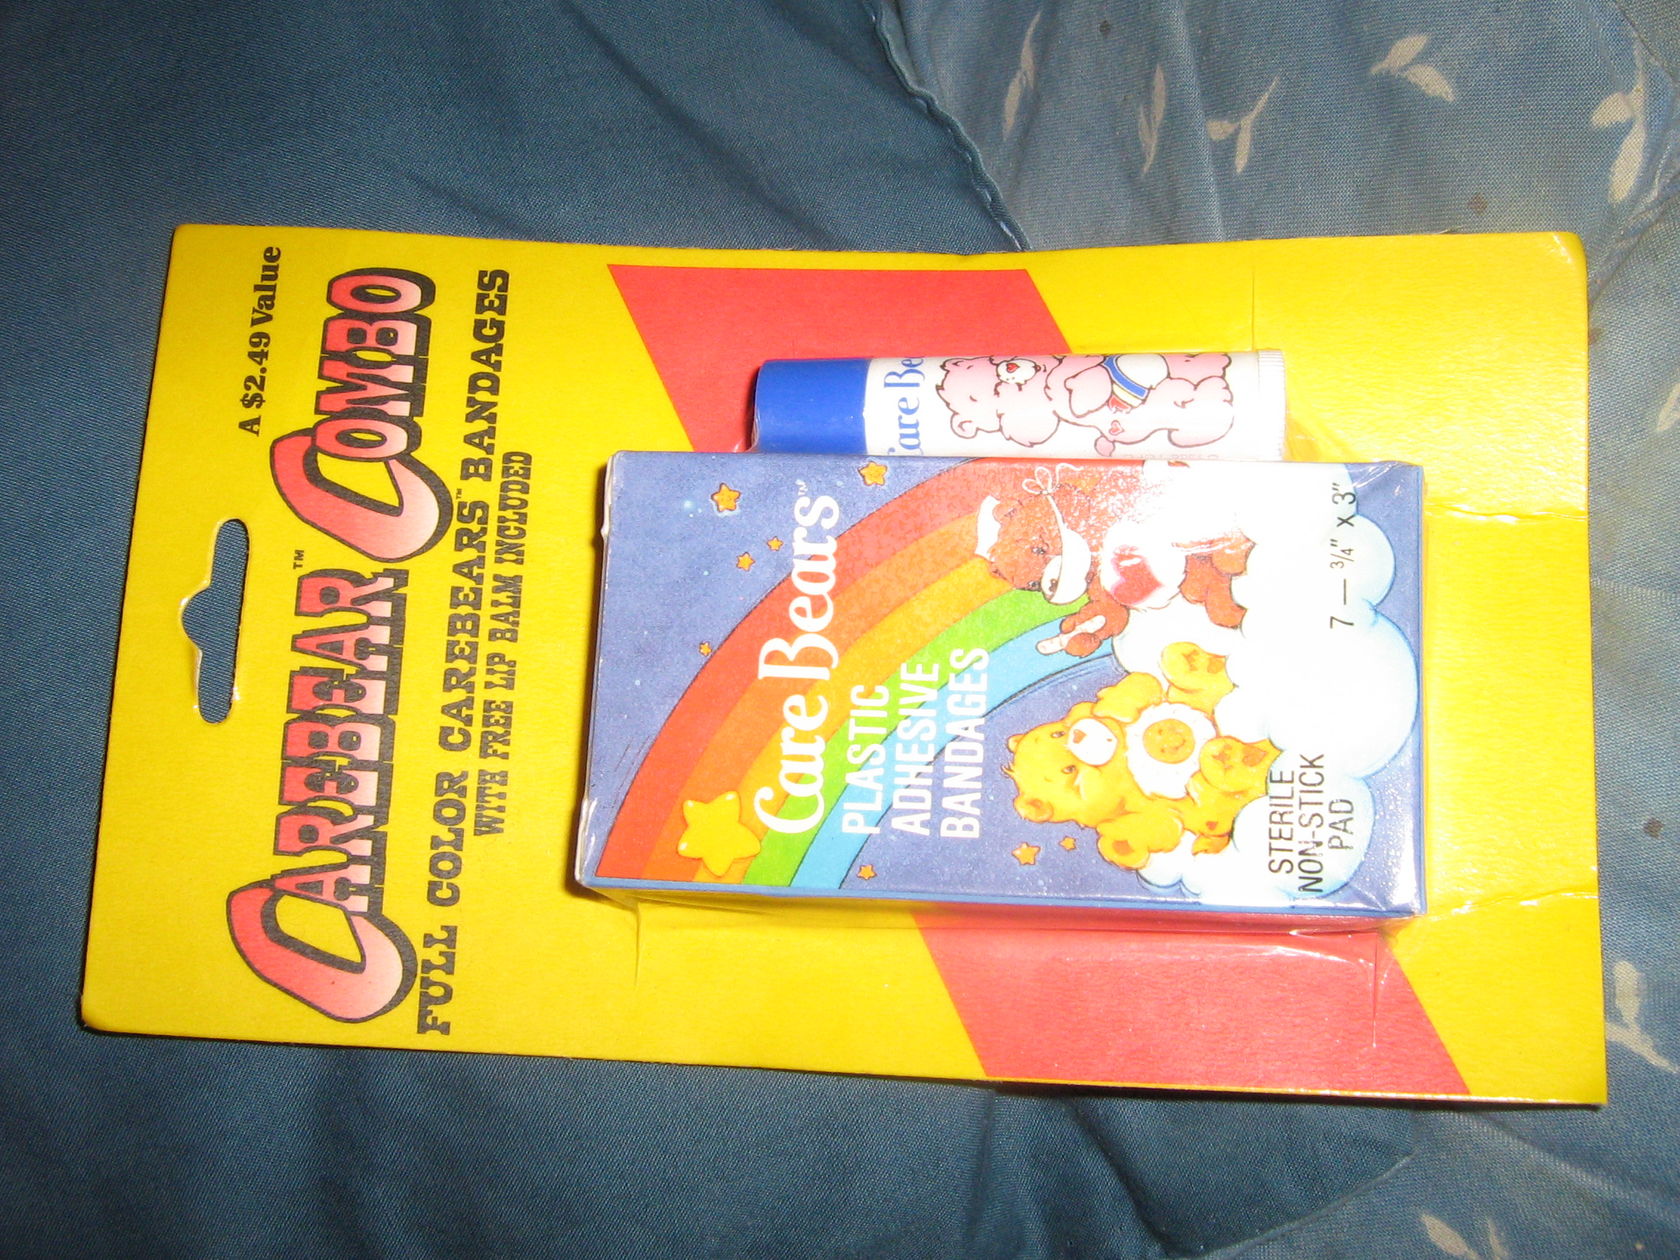 A $2.49 Value
CAREBEAR™ COMBO
FULL COLOR CAREBEARS™ BANDAGES
WITH FREE LIP BALM INCLUDED
Care Be
Care Bears™
PLASTIC
ADHESIVE
BANDAGES
STERILE
NON-STICK
PAD
7 — 3/4" x 3"